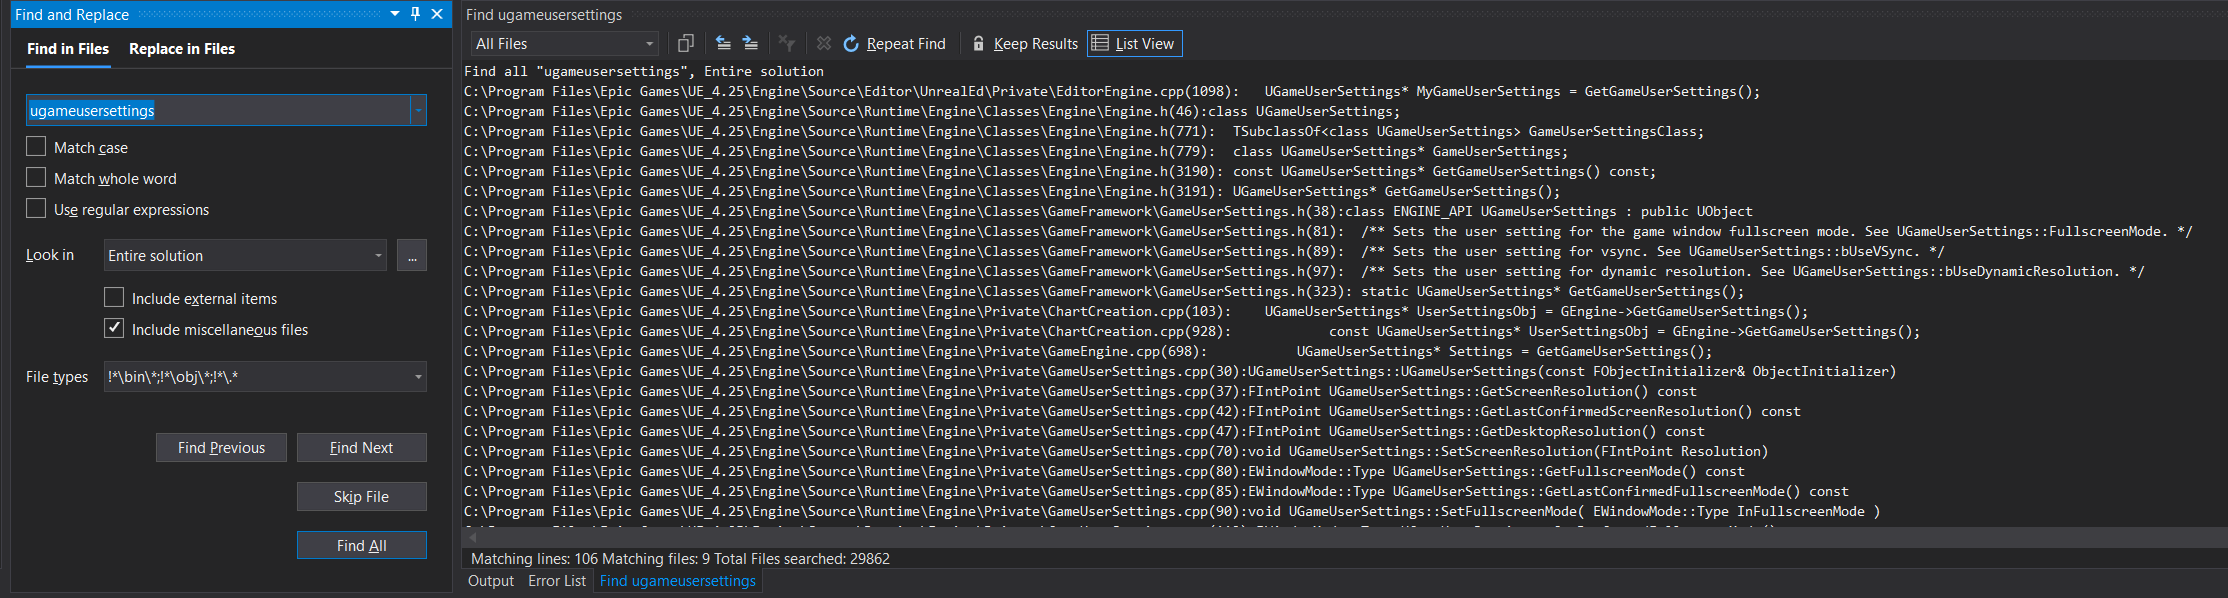 Find and Replace
Find in Files Replace in Files
ugameusersettings
Match case
Match whole word
Use regular expressions
Look in Entire solution ...
Include external items
Include miscellaneous files
File types !*\bin\*;!*\obj\*;!*\.*
Find Previous Find Next
Skip File
Find All
Find ugameusersettings
All Files Repeat Find Keep Results List View
Find all "ugameusersettings", Entire solution
C:\Program Files\Epic Games\UE_4.25\Engine\Source\Editor\UnrealEd\Private\EditorEngine.cpp(1098): UGameUserSettings* MyGameUserSettings = GetGameUserSettings();
C:\Program Files\Epic Games\UE_4.25\Engine\Source\Runtime\Engine\Classes\Engine\Engine.h(46):class UGameUserSettings;
C:\Program Files\Epic Games\UE_4.25\Engine\Source\Runtime\Engine\Classes\Engine\Engine.h(771): TSubclassOf<class UGameUserSettings> GameUserSettingsClass;
C:\Program Files\Epic Games\UE_4.25\Engine\Source\Runtime\Engine\Classes\Engine\Engine.h(779): class UGameUserSettings* GameUserSettings;
C:\Program Files\Epic Games\UE_4.25\Engine\Source\Runtime\Engine\Classes\Engine\Engine.h(3190): const UGameUserSettings* GetGameUserSettings() const;
C:\Program Files\Epic Games\UE_4.25\Engine\Source\Runtime\Engine\Classes\Engine\Engine.h(3191): UGameUserSettings* GetGameUserSettings();
C:\Program Files\Epic Games\UE_4.25\Engine\Source\Runtime\Engine\Classes\GameFramework\GameUserSettings.h(38):class ENGINE_API UGameUserSettings : public UObject
C:\Program Files\Epic Games\UE_4.25\Engine\Source\Runtime\Engine\Classes\GameFramework\GameUserSettings.h(81): /** Sets the user setting for the game window fullscreen mode. See UGameUserSettings::FullscreenMode. */
C:\Program Files\Epic Games\UE_4.25\Engine\Source\Runtime\Engine\Classes\GameFramework\GameUserSettings.h(89): /** Sets the user setting for vsync. See UGameUserSettings::bUseVSync. */
C:\Program Files\Epic Games\UE_4.25\Engine\Source\Runtime\Engine\Classes\GameFramework\GameUserSettings.h(97): /** Sets the user setting for dynamic resolution. See UGameUserSettings::bUseDynamicResolution. */
C:\Program Files\Epic Games\UE_4.25\Engine\Source\Runtime\Engine\Classes\GameFramework\GameUserSettings.h(323): static UGameUserSettings* GetGameUserSettings();
C:\Program Files\Epic Games\UE_4.25\Engine\Source\Runtime\Engine\Private\ChartCreation.cpp(103): UGameUserSettings* UserSettingsObj = GEngine->GetGameUserSettings();
C:\Program Files\Epic Games\UE_4.25\Engine\Source\Runtime\Engine\Private\ChartCreation.cpp(928): const UGameUserSettings* UserSettingsObj = GEngine->GetGameUserSettings();
C:\Program Files\Epic Games\UE_4.25\Engine\Source\Runtime\Engine\Private\GameEngine.cpp(698): UGameUserSettings* Settings = GetGameUserSettings();
C:\Program Files\Epic Games\UE_4.25\Engine\Source\Runtime\Engine\Private\GameUserSettings.cpp(30):UGameUserSettings::UGameUserSettings(const FObjectInitializer& ObjectInitializer)
C:\Program Files\Epic Games\UE_4.25\Engine\Source\Runtime\Engine\Private\GameUserSettings.cpp(37):FIntPoint UGameUserSettings::GetScreenResolution() const
C:\Program Files\Epic Games\UE_4.25\Engine\Source\Runtime\Engine\Private\GameUserSettings.cpp(42):FIntPoint UGameUserSettings::GetLastConfirmedScreenResolution() const
C:\Program Files\Epic Games\UE_4.25\Engine\Source\Runtime\Engine\Private\GameUserSettings.cpp(47):FIntPoint UGameUserSettings::GetDesktopResolution() const
C:\Program Files\Epic Games\UE_4.25\Engine\Source\Runtime\Engine\Private\GameUserSettings.cpp(70):void UGameUserSettings::SetScreenResolution(FIntPoint Resolution)
C:\Program Files\Epic Games\UE_4.25\Engine\Source\Runtime\Engine\Private\GameUserSettings.cpp(80):EWindowMode::Type UGameUserSettings::GetFullscreenMode() const
C:\Program Files\Epic Games\UE_4.25\Engine\Source\Runtime\Engine\Private\GameUserSettings.cpp(85):EWindowMode::Type UGameUserSettings::GetLastConfirmedFullscreenMode() const
C:\Program Files\Epic Games\UE_4.25\Engine\Source\Runtime\Engine\Private\GameUserSettings.cpp(90):void UGameUserSettings::SetFullscreenMode( EWindowMode::Type InFullscreenMode )
Matching lines: 106 Matching files: 9 Total Files searched: 29862
Output Error List Find ugameusersettings